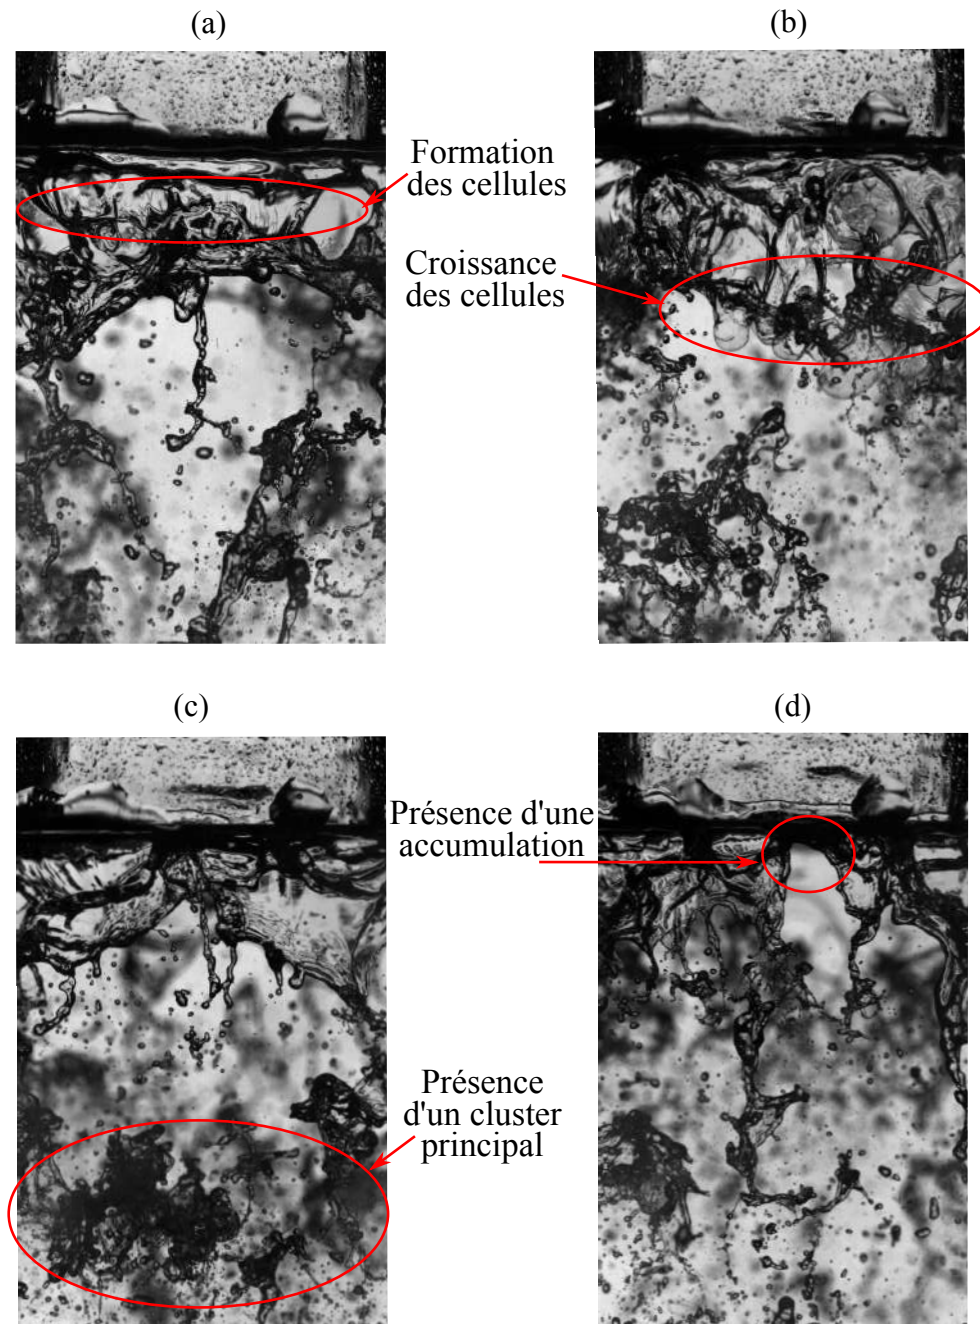 (a)
(b)
Formation
des cellules
Croissance
des cellules
(c)
(d)
Présence d'une
accumulation
Présence
d'un cluster
principal